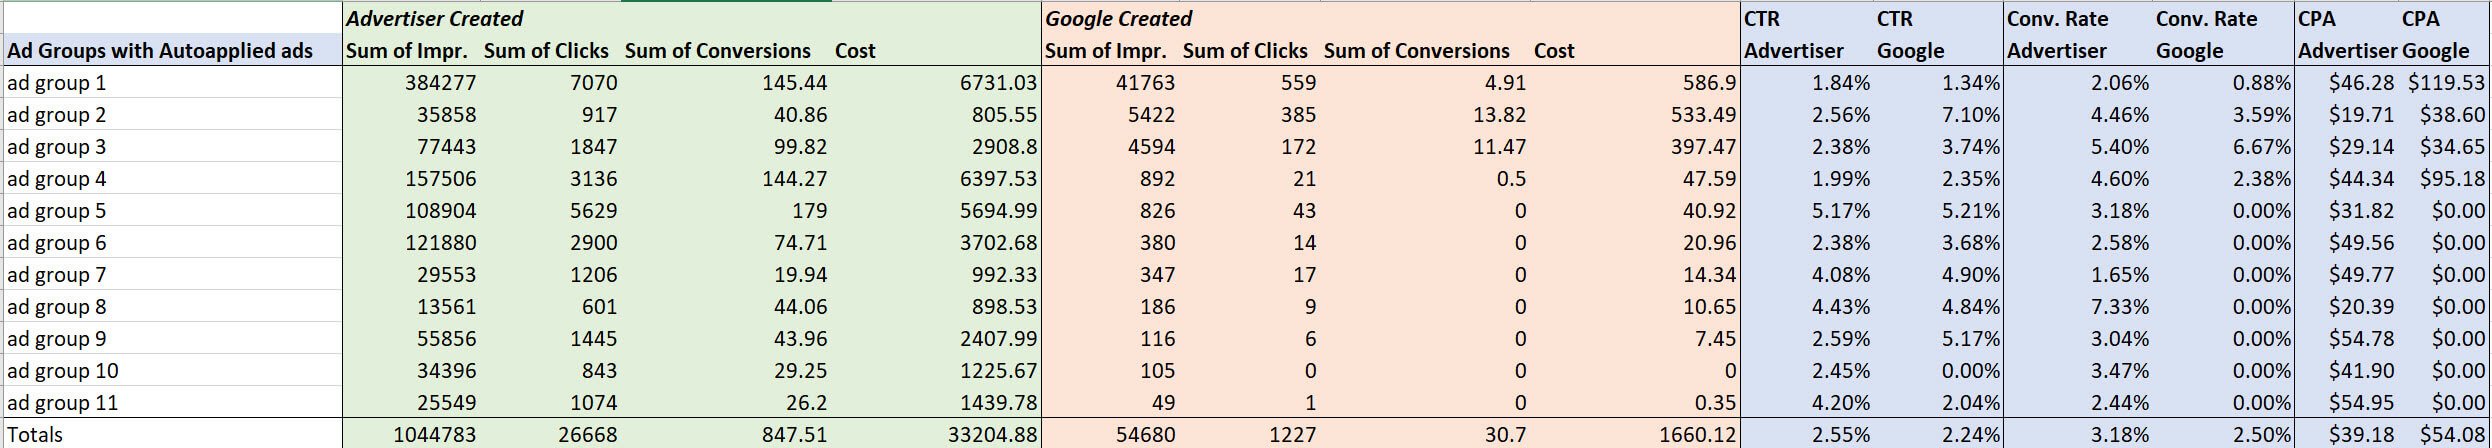 Advertiser Created Google Created CTR CTR Conv. Rate Conv. Rate CPA CPA
Ad Groups with Autoapplied ads Sum of Impr. Sum of Clicks Sum of Conversions Cost Sum of Impr. Sum of Clicks Sum of Conversions Cost Advertiser Google Advertiser Google Advertiser Google
ad group 1 384277 7070 145.44 6731.03 41763 559 4.91 586.9 1.84% 1.34% 2.06% 0.88% $46.28 $119.53
ad group 2 35858 917 40.86 805.55 5422 385 13.82 533.49 2.56% 7.10% 4.46% 3.59% $19.71 $38.60
ad group 3 77443 1847 99.82 2908.8 4594 172 11.47 397.47 2.38% 3.74% 5.40% 6.67% $29.14 $34.65
ad group 4 157506 3136 144.27 6397.53 892 21 0.5 47.59 1.99% 2.35% 4.60% 2.38% $44.34 $95.18
ad group 5 108904 5629 179 5694.99 826 43 0 40.92 5.17% 5.21% 3.18% 0.00% $31.82 $0.00
ad group 6 121880 2900 74.71 3702.68 380 14 0 20.96 2.38% 3.68% 2.58% 0.00% $49.56 $0.00
ad group 7 29553 1206 19.94 992.33 347 17 0 14.34 4.08% 4.90% 1.65% 0.00% $49.77 $0.00
ad group 8 13561 601 44.06 898.53 186 9 0 10.65 4.43% 4.84% 7.33% 0.00% $20.39 $0.00
ad group 9 55856 1445 43.96 2407.99 116 6 0 7.45 2.59% 5.17% 3.04% 0.00% $54.78 $0.00
ad group 10 34396 843 29.25 1225.67 105 0 0 0 2.45% 0.00% 3.47% 0.00% $41.90 $0.00
ad group 11 25549 1074 26.2 1439.78 49 1 0 0.35 4.20% 2.04% 2.44% 0.00% $54.95 $0.00
Totals 1044783 26668 847.51 33204.88 54680 1227 30.7 1660.12 2.55% 2.24% 3.18% 2.50% $39.18 $54.08